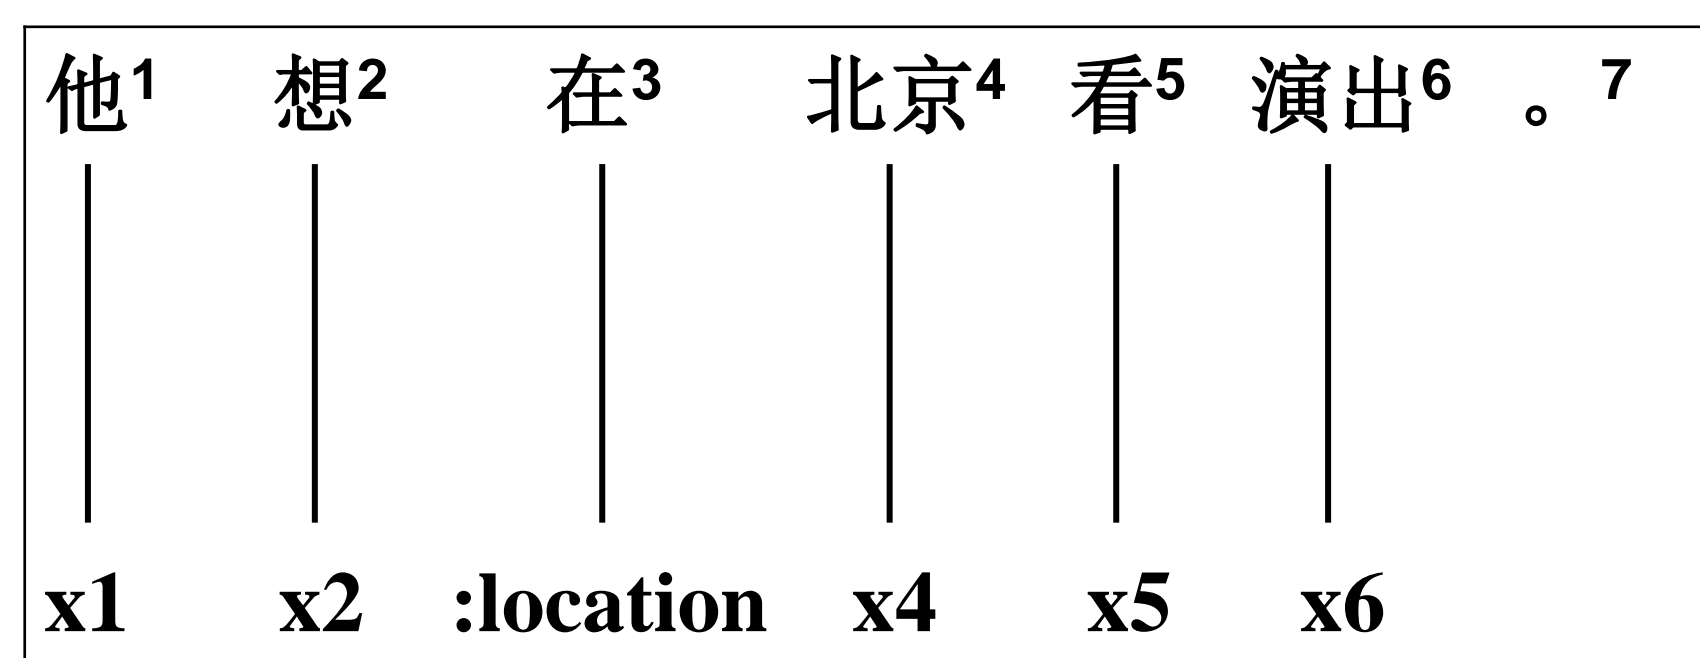 他1 想2 在3 北京4 看5 演出6 。7
x1 x2 :location x4 x5 x6